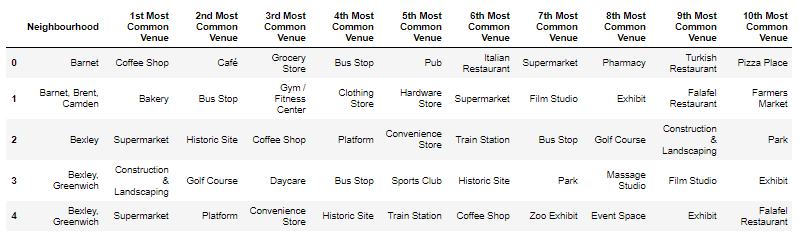 Neighbourhood 1st Most Common Venue 2nd Most Common Venue 3rd Most Common Venue 4th Most Common Venue 5th Most Common Venue 6th Most Common Venue 7th Most Common Venue 8th Most Common Venue 9th Most Common Venue 10th Most Common Venue
0 Barnet Coffee Shop Café Grocery Store Bus Stop Pub Italian Restaurant Supermarket Pharmacy Turkish Restaurant Pizza Place
1 Barnet, Brent, Camden Bakery Bus Stop Gym / Fitness Center Clothing Store Hardware Store Supermarket Film Studio Exhibit Falafel Restaurant Farmers Market
2 Bexley Supermarket Historic Site Coffee Shop Platform Convenience Store Train Station Bus Stop Golf Course Construction & Landscaping Park
3 Bexley, Greenwich Construction & Landscaping Golf Course Daycare Bus Stop Sports Club Historic Site Park Massage Studio Film Studio Exhibit
4 Bexley, Greenwich Supermarket Platform Convenience Store Historic Site Train Station Coffee Shop Zoo Exhibit Event Space Exhibit Falafel Restaurant